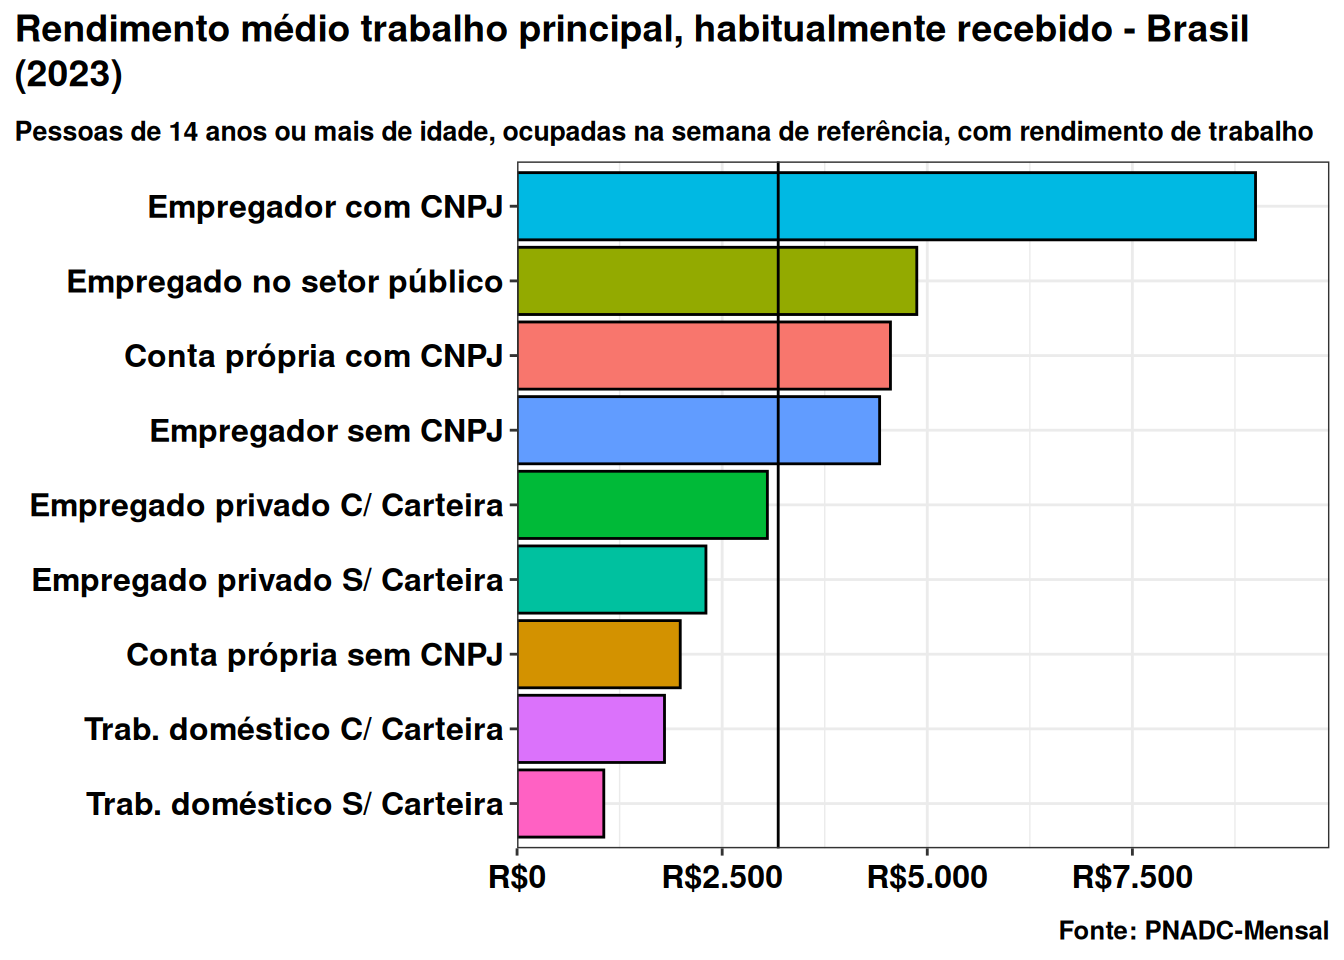 Rendimento médio trabalho principal, habitualmente recebido - Brasil
(2023)
Pessoas de 14 anos ou mais de idade, ocupadas na semana de referência, com rendimento de trabalho
Empregador com CNPJ
Empregado no setor público
Conta própria com CNPJ
Empregador sem CNPJ
Empregado privado C/ Carteira
Empregado privado S/ Carteira
Conta própria sem CNPJ
Trab. doméstico C/ Carteira
Trab. doméstico S/ Carteira
R$0 R$2.500 R$5.000 R$7.500
Fonte: PNADC-Mensal